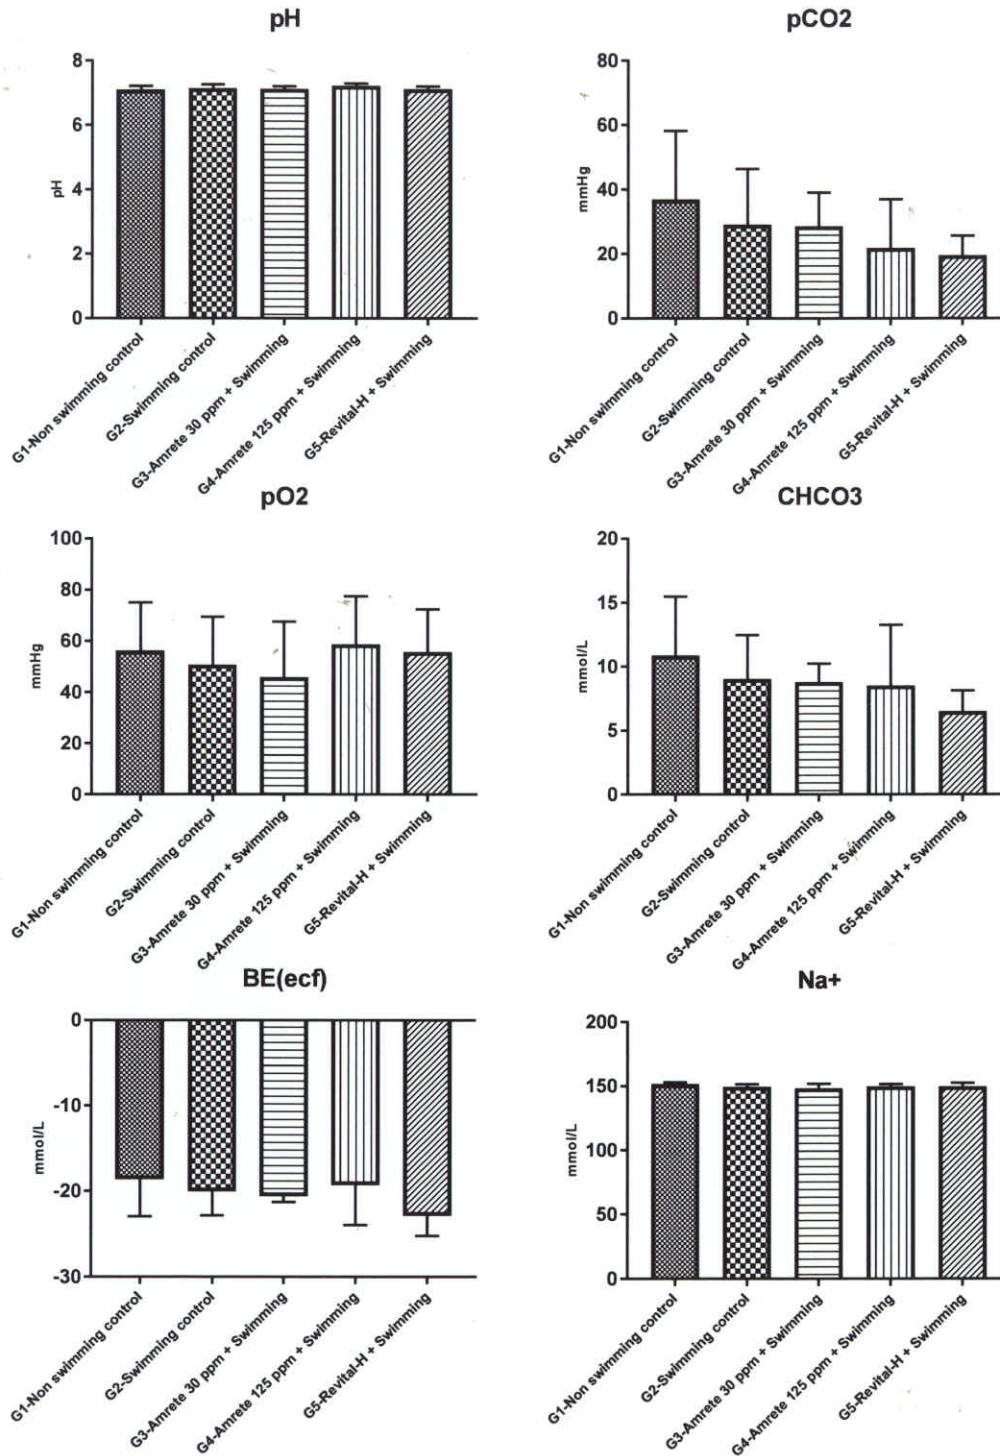 pH
8
6
4
2
0
pH
G1-Non swimming control
G2-Swimming control
G3-Amrete 30 ppm + Swimming
G4-Amrete 125 ppm + Swimming
G5-Revital-H + Swimming
pCO2
80
60
40
20
0
mmHg
G1-Non swimming control
G2-Swimming control
G3-Amrete 30 ppm + Swimming
G4-Amrete 125 ppm + Swimming
G5-Revital-H + Swimming
pO2
100
80
60
40
20
0
mmHg
G1-Non swimming control
G2-Swimming control
G3-Amrete 30 ppm + Swimming
G4-Amrete 125 ppm + Swimming
G5-Revital-H + Swimming
CHCO3
20
15
10
5
0
mmol/L
G1-Non swimming control
G2-Swimming control
G3-Amrete 30 ppm + Swimming
G4-Amrete 125 ppm + Swimming
G5-Revital-H + Swimming
BE(ecf)
0
-10
-20
-30
mmol/L
G1-Non swimming control
G2-Swimming control
G3-Amrete 30 ppm + Swimming
G4-Amrete 125 ppm + Swimming
G5-Revital-H + Swimming
Na+
200
150
100
50
0
mmol/L
G1-Non swimming control
G2-Swimming control
G3-Amrete 30 ppm + Swimming
G4-Amrete 125 ppm + Swimming
G5-Revital-H + Swimming